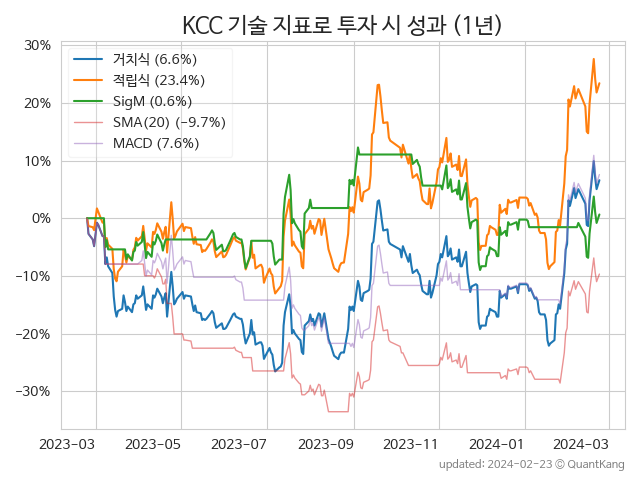 KCC 기술 지표로 투자 시 성과 (1년)
30%
20%
10%
0%
−10%
−20%
−30%
거치식 (6.6%)
적립식 (23.4%)
SigM (0.6%)
SMA(20) (−9.7%)
MACD (7.6%)
2023-03 2023-05 2023-07 2023-09 2023-11 2024-01 2024-03
updated: 2024-02-23 © QuantKang